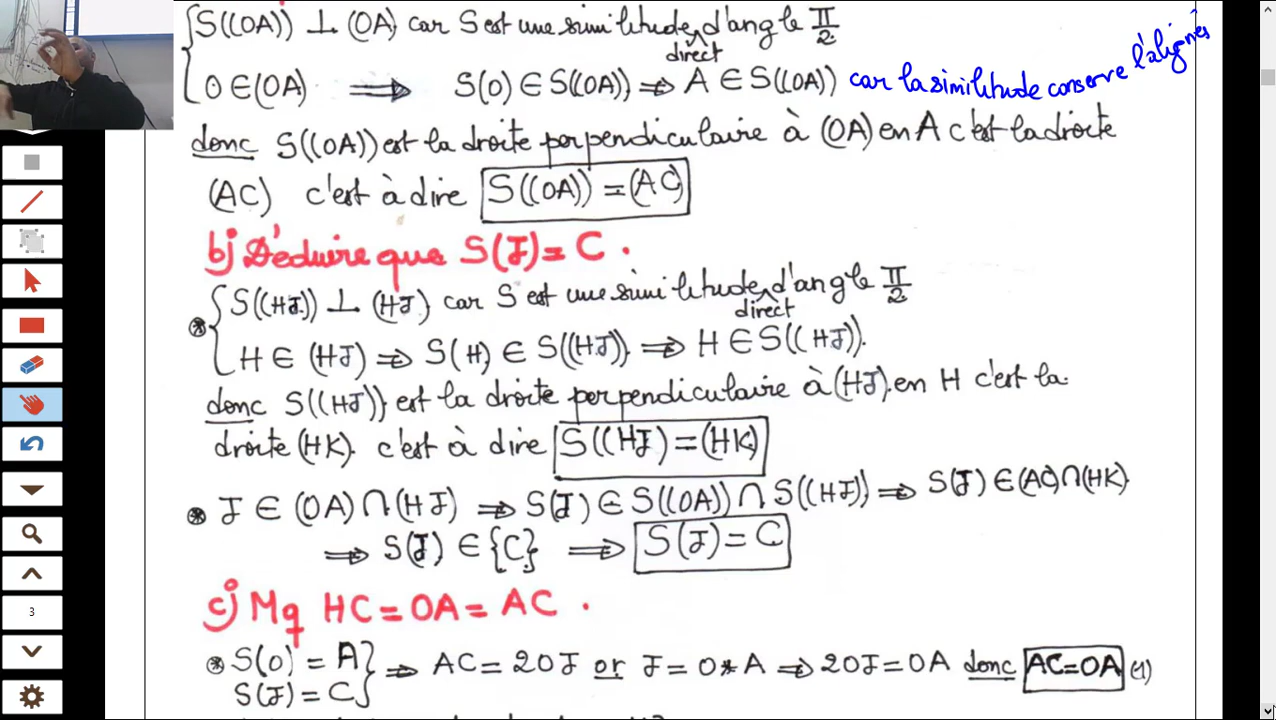 S((OA)) ⊥ (OA) car S est une similitude d'angle π/2
direct
O ∈ (OA) ⟹ S(O) ∈ S((OA)) ⟹ A ∈ S((OA)) car la similitude conserve l'alignés
donc S((OA)) est la droite perpendiculaire à (OA) en A c'est la droite
(AC) c'est à dire S((OA)) = (AC)
b) Déduire que S(J) = C .
S((HJ)) ⊥ (HJ) car S est une similitude d'angle π/2
direct
H ∈ (HJ) ⟹ S(H) ∈ S((HJ)) ⟹ H ∈ S((HJ)).
donc S((HJ)) est la droite perpendiculaire à (HJ). en H c'est la
droite (HK). c'est à dire S((HJ) = (HK)
J ∈ (OA) ∩ (HJ) ⟹ S(J) ∈ S((OA)) ∩ S((HJ)) ⟹ S(J) ∈ (AC) ∩ (HK).
⟹ S(J) ∈ {C} ⟹ S(J) = C
c) Mq HC = OA = AC .
S(O) = A } ⟹ AC = 2OJ or J = O*A ⟹ 2OJ = OA donc AC = OA (1)
S(J) = C
3